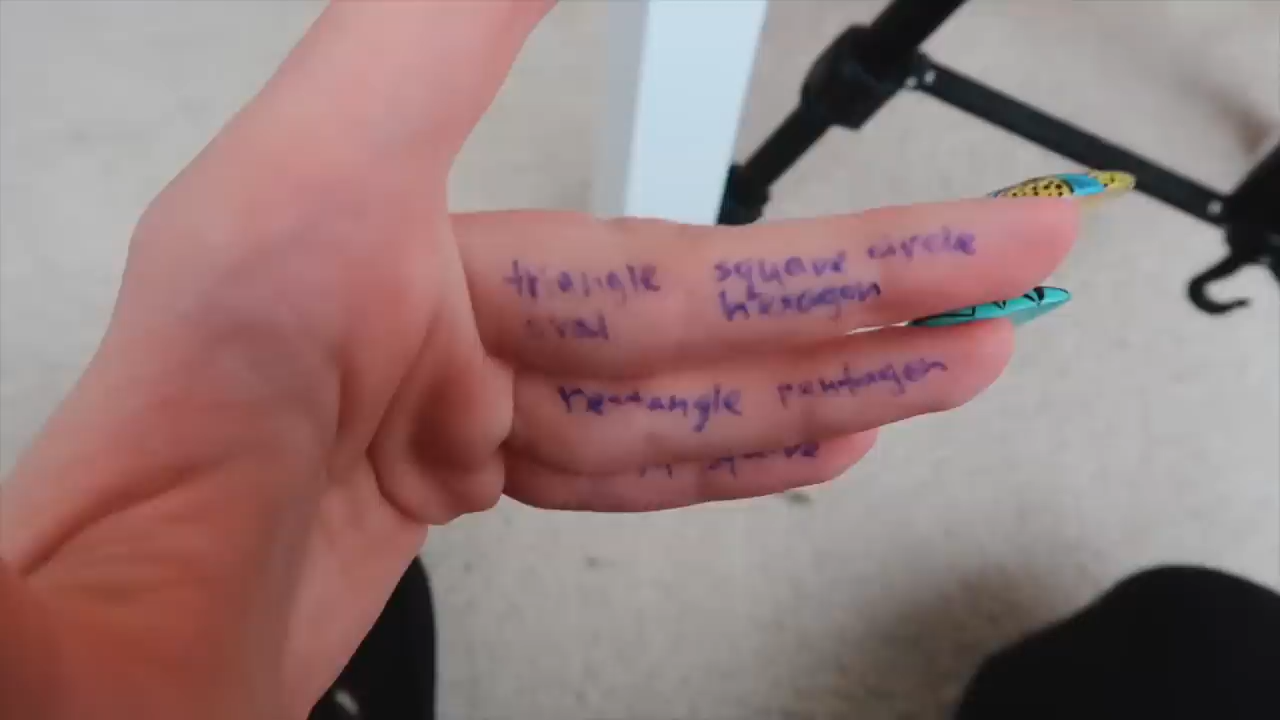 triangle square circle
oval hexagon
rectangle pentagon